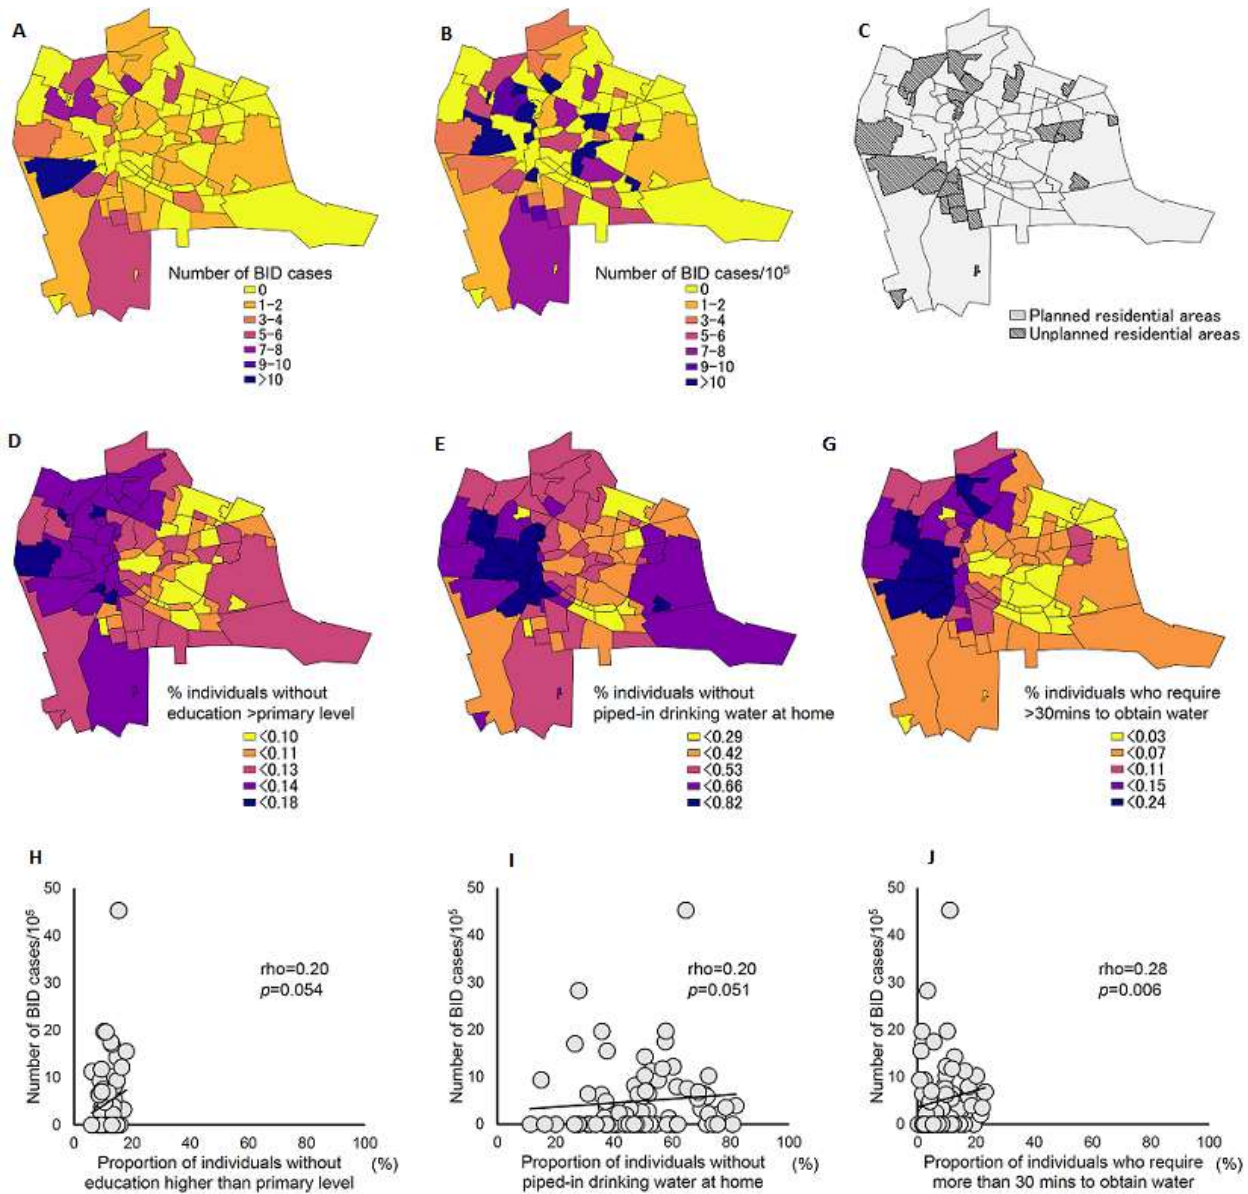 A
B
C
Number of BID cases
0
1-2
3-4
5-6
7-8
9-10
>10
Number of BID cases/10⁵
0
1-2
3-4
5-6
7-8
9-10
>10
Planned residential areas
Unplanned residential areas
D
E
G
% individuals without
education >primary level
<0.10
<0.11
<0.13
<0.14
<0.18
% individuals without
piped-in drinking water at home
<0.29
<0.42
<0.53
<0.66
<0.82
% individuals who require
>30mins to obtain water
<0.03
<0.07
<0.11
<0.15
<0.24
H
Number of BID cases/10⁵
50
40
30
20
10
0
rho=0.20
p=0.054
0 20 40 60 80 100
Proportion of individuals without (%)
education higher than primary level
I
Number of BID cases/10⁵
50
40
30
20
10
0
rho=0.20
p=0.051
0 20 40 60 80 100
Proportion of individuals without (%)
piped-in drinking water at home
J
Number of BID cases/10⁵
50
40
30
20
10
0
rho=0.28
p=0.006
0 20 40 60 80 100
Proportion of individuals who require (%)
more than 30 mins to obtain water